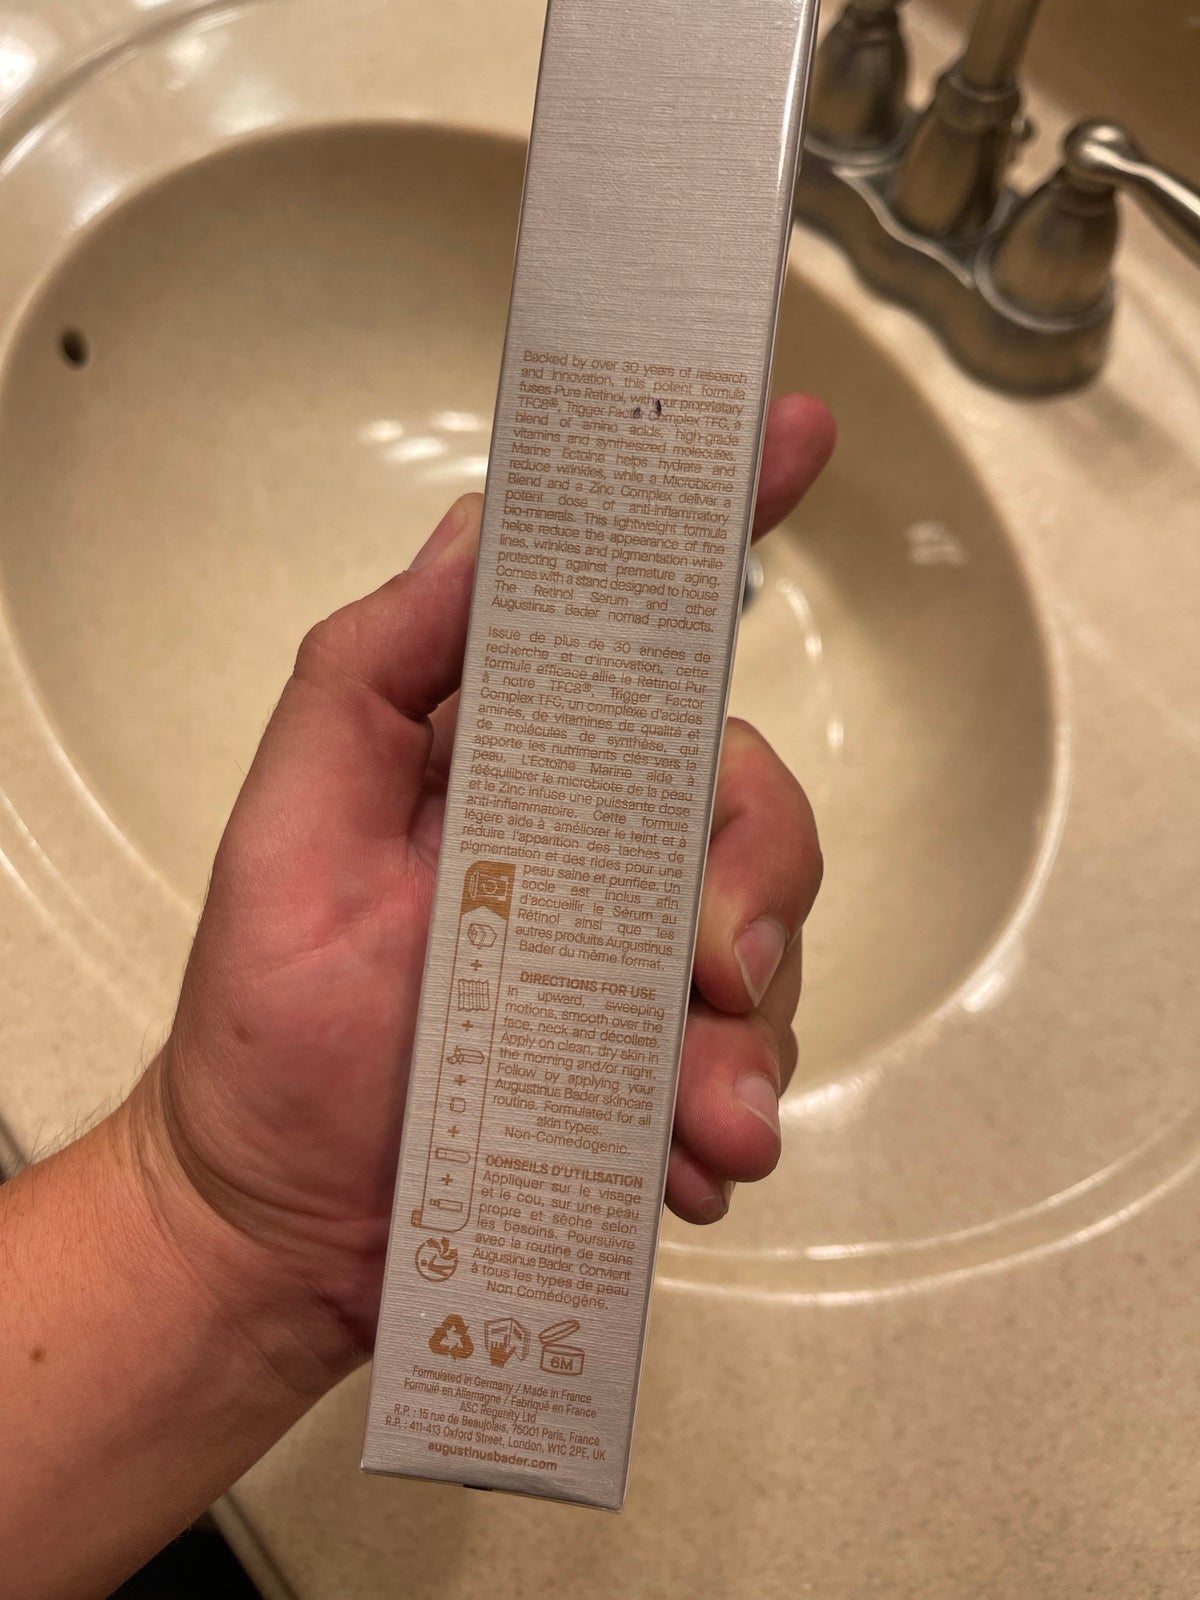 Backed by over 30 years of research
and innovation, this potent formula
fuses Pure Retinol, with our proprietary
TFC8®, Trigger Factor Complex TFC, a
blend of amino acids, high-grade
vitamins and synthesized molecules.
Marine Ectoine helps hydrate and
reduce wrinkles, while a Microbiome
Blend and a Zinc Complex deliver a
potent dose of anti-inflammatory
bio-minerals. This lightweight formula
helps reduce the appearance of fine
lines, wrinkles and pigmentation while
protecting against premature aging.
Comes with a stand designed to house
The Retinol Serum and other
Augustinus Bader nomad products.
Issue de plus de 30 années de
recherche et d'innovation, cette
formule efficace allie le Rétinol Pur
à notre TFC8®, Trigger Factor
Complex TFC, un complexe d'acides
aminés, de vitamines de qualité et
de molécules de synthèse, qui
apporte les nutriments clés vers la
peau. L'Ectoïne Marine aide à
rééquilibrer le microbiote de la peau
et le Zinc infuse une puissante dose
anti-inflammatoire. Cette formule
légère aide à améliorer le teint et à
réduire l'apparition des taches de
pigmentation et des rides pour une
peau saine et purifiée. Un
socle est inclus afin
d'accueillir le Sérum au
Rétinol ainsi que les
autres produits Augustinus
Bader du même format.
DIRECTIONS FOR USE
In upward, sweeping
motions, smooth over the
face, neck and décolleté.
Apply on clean, dry skin in
the morning and/or night.
Follow by applying your
Augustinus Bader skincare
routine. Formulated for all
skin types.
Non-Comedogenic.
CONSEILS D'UTILISATION
Appliquer sur le visage
et le cou, sur une peau
propre et sèche selon
les besoins. Poursuivre
avec la routine de soins
Augustinus Bader. Convient
à tous les types de peau
Non Comédogène.
6M
Formulated in Germany / Made in France
Formulé en Allemagne / Fabriqué en France
ASC Regenity Ltd
R.P. : 15 rue de Beaujolais, 75001 Paris, France
R.P. : 411-413 Oxford Street, London, W1C 2PE, UK
augustinusbader.com